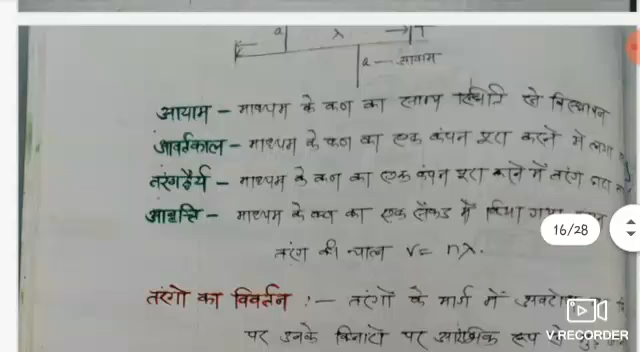 a λ T
a — आयाम
आयाम – माध्यम के कण का साम्य स्थिति से विस्थापन
आवर्तकाल – माध्यम के कण का एक कंपन पूरा करने में लगा
तरंगदैर्य – माध्यम के कण का एक कंपन पूरा करने में तरंग द्वारा
आवृत्ति – माध्यम के कण का एक सेकंड में किया गया
16/28
तरंग की चाल v = nλ.
तरंगो का विवर्तन :– तरंगों के मार्ग में अवरोध
पर उनके किनारों पर आंशिक रूप से
V RECORDER